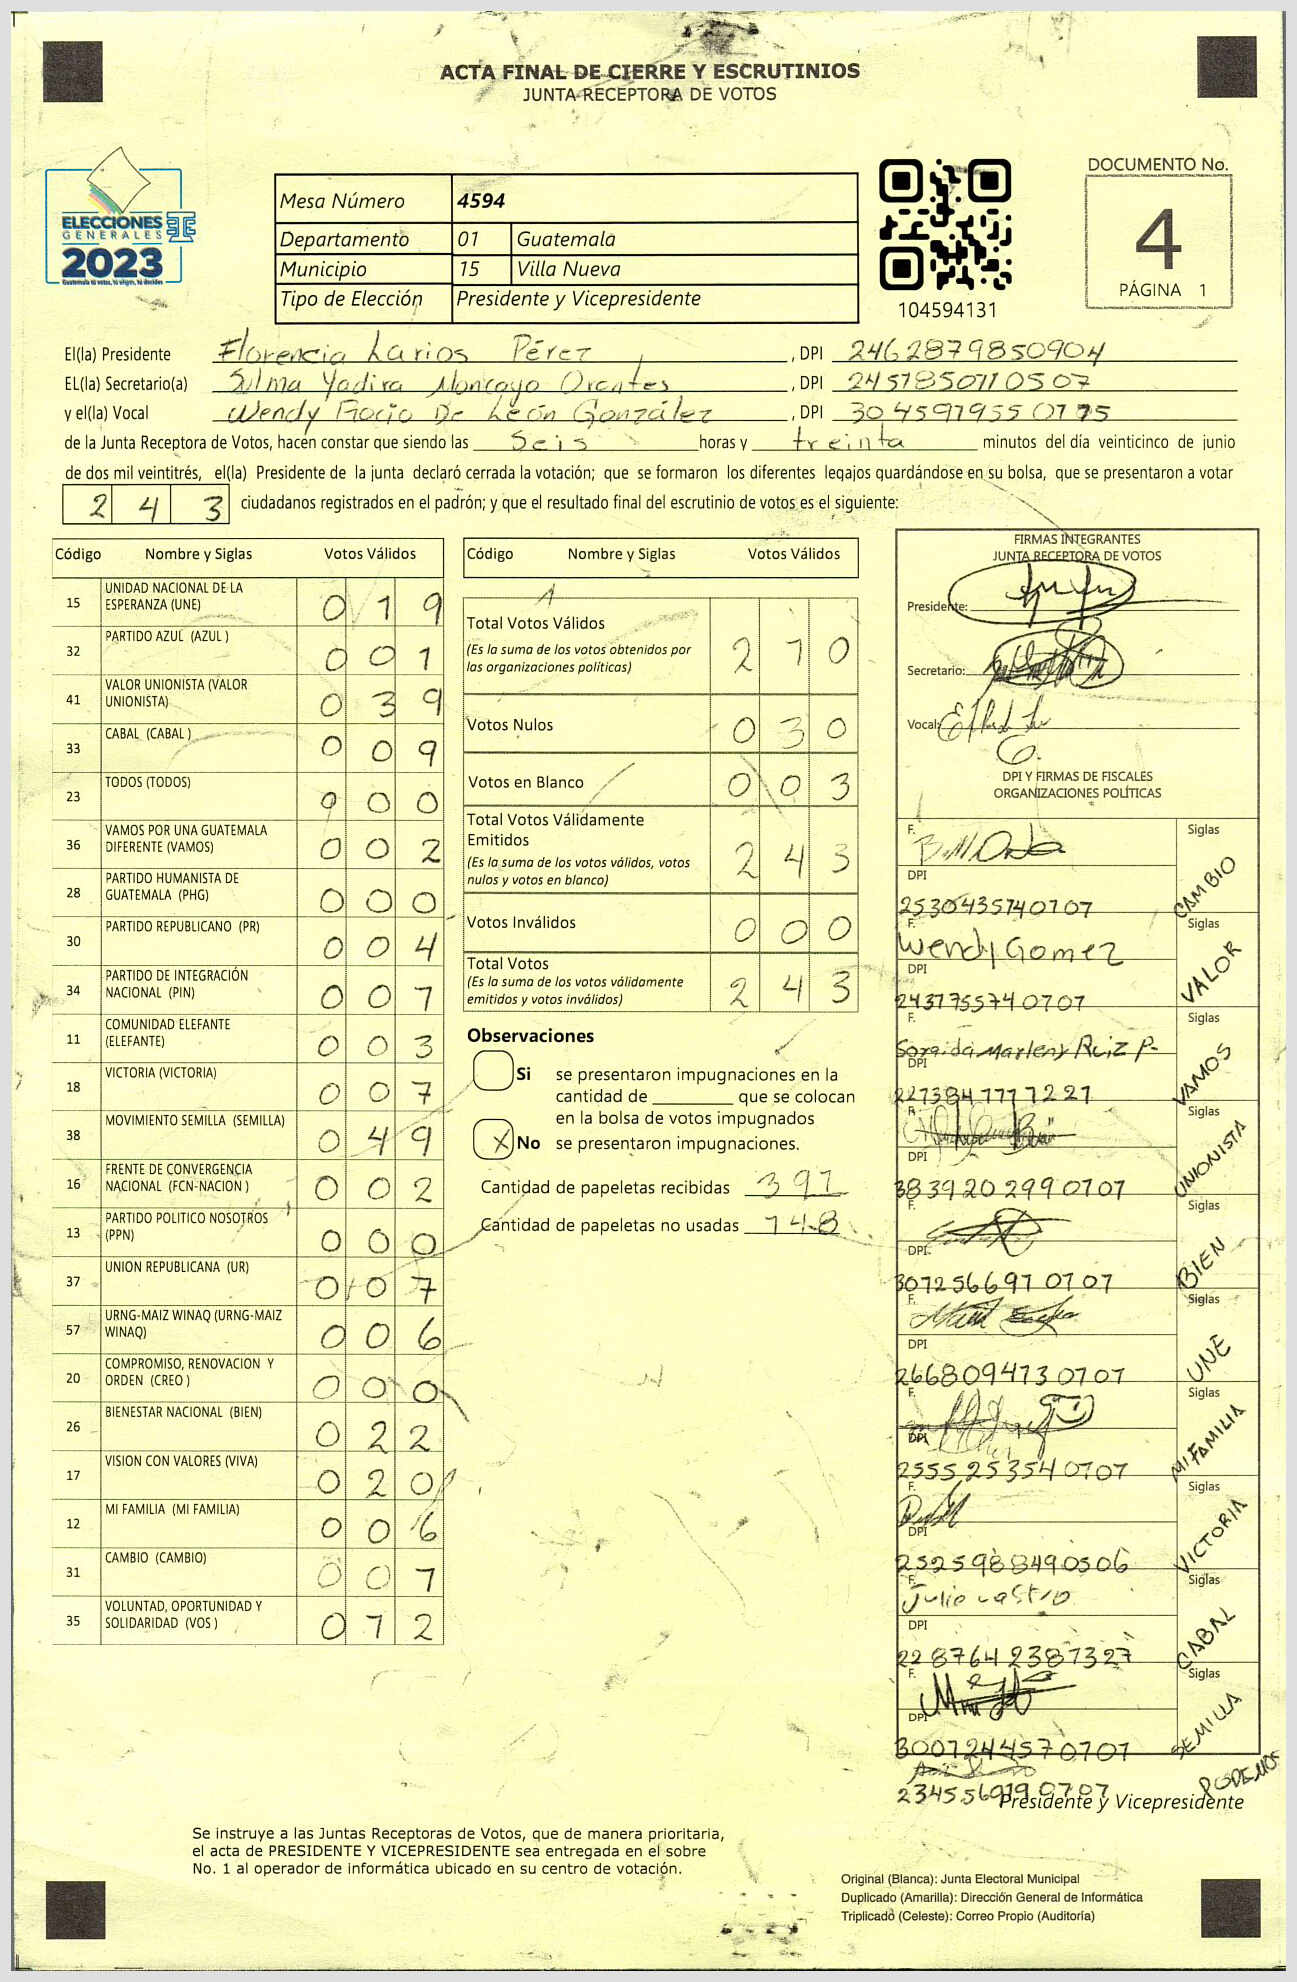 ACTA FINAL DE CIERRE Y ESCRUTINIOS
JUNTA RECEPTORA DE VOTOS
ELECCIONES
GENERALES
2023
Guatemala tú votes, tú eliges, tú decides
Mesa Número 4594
Departamento 01 Guatemala
Municipio 15 Villa Nueva
Tipo de Elección Presidente y Vicepresidente
104594131
DOCUMENTO No.
4
PÁGINA 1
El(la) Presidente Florencia Larios Pérez , DPI 2462879850904
EL(la) Secretario(a) Sulma Yadira Moncayo Orantes , DPI 2451850110507
y el(la) Vocal Wendy Rocio De León González , DPI 304597955
de la Junta Receptora de Votos, hacen constar que siendo las seis horas y treinta minutos del día veinticinco de junio
de dos mil veintitrés, el(la) Presidente de la junta declaró cerrada la votación; que se formaron los diferentes legajos guardándose en su bolsa, que se presentaron a votar
2 4 3 ciudadanos registrados en el padrón; y que el resultado final del escrutinio de votos es el siguiente:
Código Nombre y Siglas Votos Válidos
15 UNIDAD NACIONAL DE LA ESPERANZA (UNE) 0 1 9
32 PARTIDO AZUL (AZUL ) 0 0 1
41 VALOR UNIONISTA (VALOR UNIONISTA) 0 3 9
33 CABAL (CABAL ) 0 0 9
23 TODOS (TODOS) 0 0 0
36 VAMOS POR UNA GUATEMALA DIFERENTE (VAMOS) 0 0 2
28 PARTIDO HUMANISTA DE GUATEMALA (PHG) 0 0 0
30 PARTIDO REPUBLICANO (PR) 0 0 4
34 PARTIDO DE INTEGRACIÓN NACIONAL (PIN) 0 0 7
11 COMUNIDAD ELEFANTE (ELEFANTE) 0 0 3
18 VICTORIA (VICTORIA) 0 0 7
38 MOVIMIENTO SEMILLA (SEMILLA) 0 4 9
16 FRENTE DE CONVERGENCIA NACIONAL (FCN-NACION ) 0 0 2
13 PARTIDO POLITICO NOSOTROS (PPN) 0 0 0
37 UNION REPUBLICANA (UR) 0 0 7
57 URNG-MAIZ WINAQ (URNG-MAIZ WINAQ) 0 0 6
20 COMPROMISO, RENOVACION Y ORDEN (CREO ) 0 0 0
26 BIENESTAR NACIONAL (BIEN) 0 2 2
17 VISION CON VALORES (VIVA) 0 2 0
12 MI FAMILIA (MI FAMILIA) 0 0 6
31 CAMBIO (CAMBIO) 0 0 7
35 VOLUNTAD, OPORTUNIDAD Y SOLIDARIDAD (VOS ) 0 7 2
Código Nombre y Siglas Votos Válidos
Total Votos Válidos 2 1 0
(Es la suma de los votos obtenidos por
las organizaciones políticas)
Votos Nulos 0 3 0
Votos en Blanco 0 0 3
Total Votos Válidamente
Emitidos 2 4 3
(Es la suma de los votos válidos, votos
nulos y votos en blanco)
Votos Inválidos 0 0 0
Total Votos 2 4 3
(Es la suma de los votos válidamente
emitidos y votos inválidos)
Observaciones
Si se presentaron impugnaciones en la
cantidad de ________ que se colocan
en la bolsa de votos impugnados
X No se presentaron impugnaciones.
Cantidad de papeletas recibidas 391
Cantidad de papeletas no usadas 148
FIRMAS INTEGRANTES
JUNTA RECEPTORA DE VOTOS
Presidente:
Secretario:
Vocal:
DPI Y FIRMAS DE FISCALES
ORGANIZACIONES POLÍTICAS
F. Siglas
DPI CAMBIO
2530435740707
F. Wendy Gomez Siglas
DPI VALOR
2437755740707
F. Soraida Marleny Ruiz P. Siglas
DPI VAMOS
2273847777227
F. Siglas
DPI UNIONISTA
3839202990707
F. Siglas
DPI BIEN
3072566970707
F. Siglas
DPI UNE
2668094730707
F. Siglas
DPI MI FAMILIA
2555253540707
F. Siglas
DPI VICTORIA
2525988490506
F. Julio Castro Siglas
DPI CABAL
2287642387327
F. Siglas
DPI SEMILLA
3007244570707
2345569790707 PODEMOS
Presidente y Vicepresidente
Se instruye a las Juntas Receptoras de Votos, que de manera prioritaria,
el acta de PRESIDENTE Y VICEPRESIDENTE sea entregada en el sobre
No. 1 al operador de informática ubicado en su centro de votación.
Original (Blanca): Junta Electoral Municipal
Duplicado (Amarilla): Dirección General de Informática
Triplicado (Celeste): Correo Propio (Auditoría)